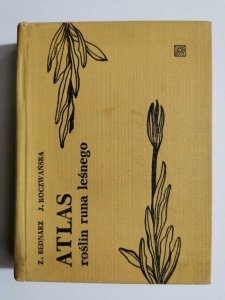 Z. BEDNARZ J. KOCZWAŃSKA
ATLAS
roślin runa leśnego